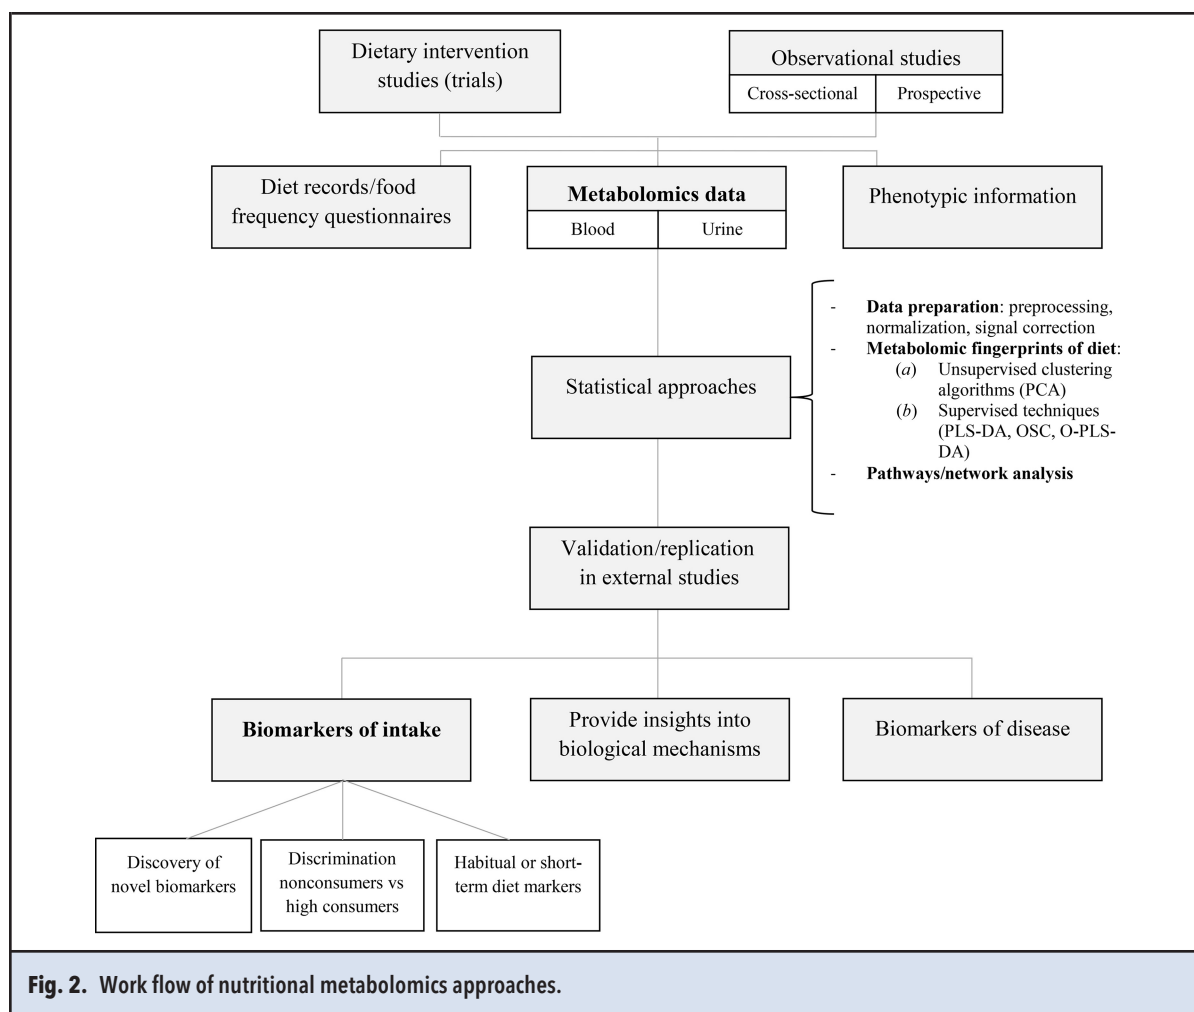 Dietary intervention
studies (trials)
Observational studies
Cross-sectional
Prospective
Diet records/food
frequency questionnaires
Metabolomics data
Blood
Urine
Phenotypic information
Statistical approaches
- Data preparation: preprocessing,
normalization, signal correction
- Metabolomic fingerprints of diet:
(a) Unsupervised clustering
algorithms (PCA)
(b) Supervised techniques
(PLS-DA, OSC, O-PLS-
DA)
- Pathways/network analysis
Validation/replication
in external studies
Biomarkers of intake
Provide insights into
biological mechanisms
Biomarkers of disease
Discovery of
novel biomarkers
Discrimination
nonconsumers vs
high consumers
Habitual or short-
term diet markers
Fig. 2. Work flow of nutritional metabolomics approaches.